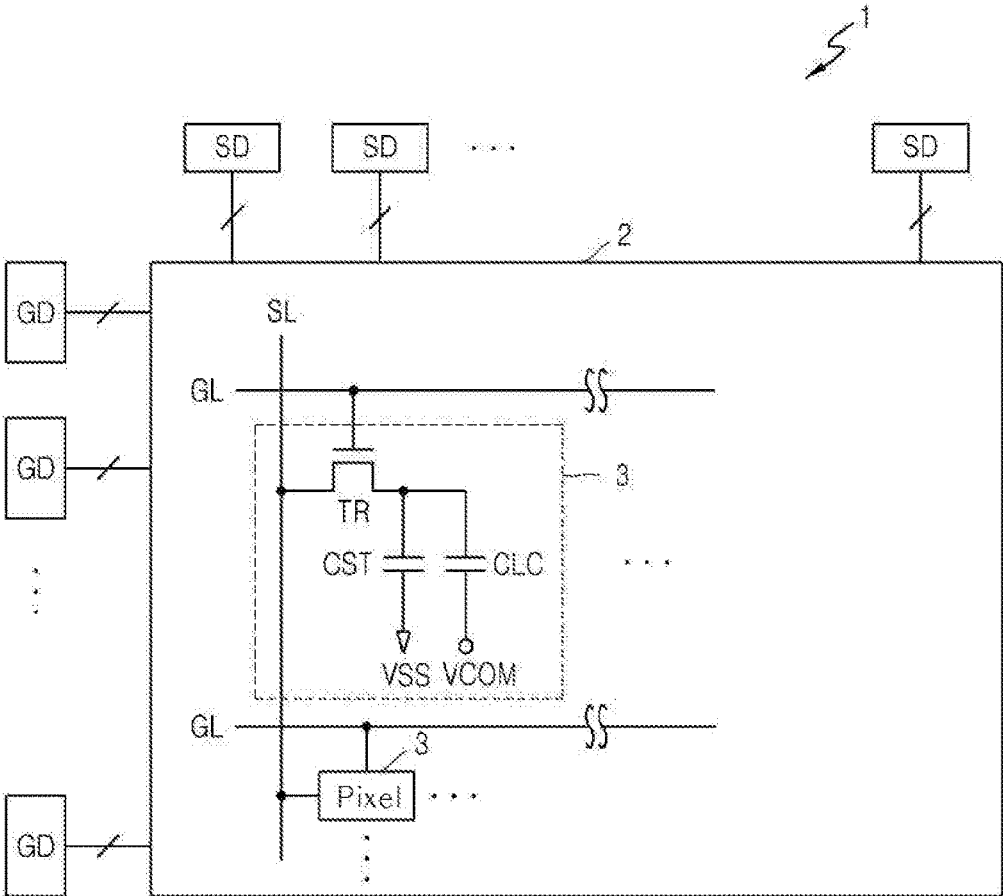 1
SD SD . . . SD
2
GD
SL
GL
GD
3
TR
CST CLC
. . .
VSS VCOM
GL
3
Pixel . . .
GD